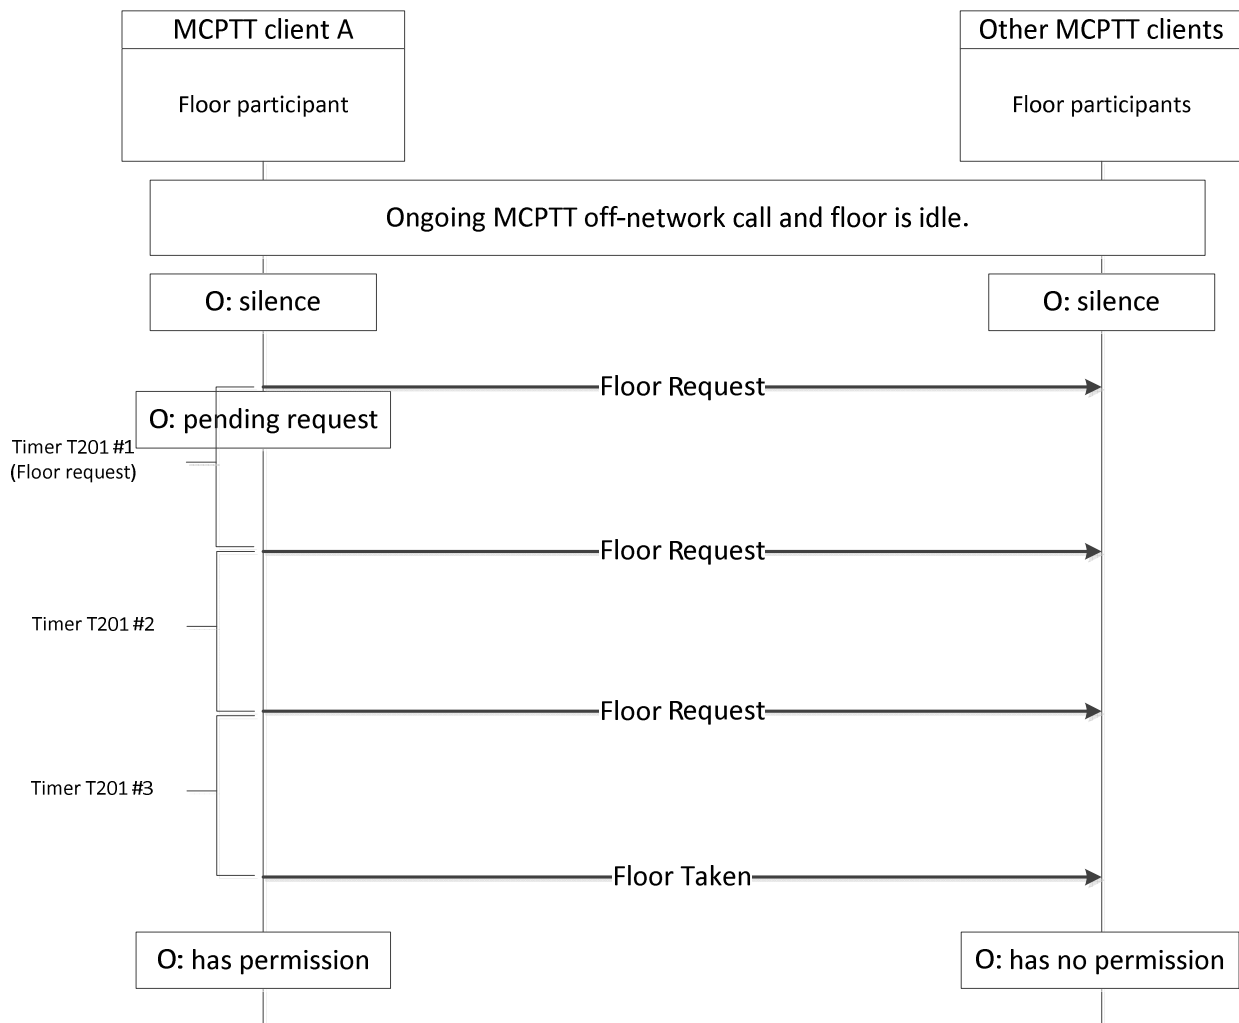 MCPTT client A
Other MCPTT clients
Floor participant
Floor participants
Ongoing MCPTT off-network call and floor is idle.
O: silence
O: silence
Floor Request
O: pending request
Timer T201 #1
(Floor request)
Floor Request
Timer T201 #2
Floor Request
Timer T201 #3
Floor Taken
O: has permission
O: has no permission